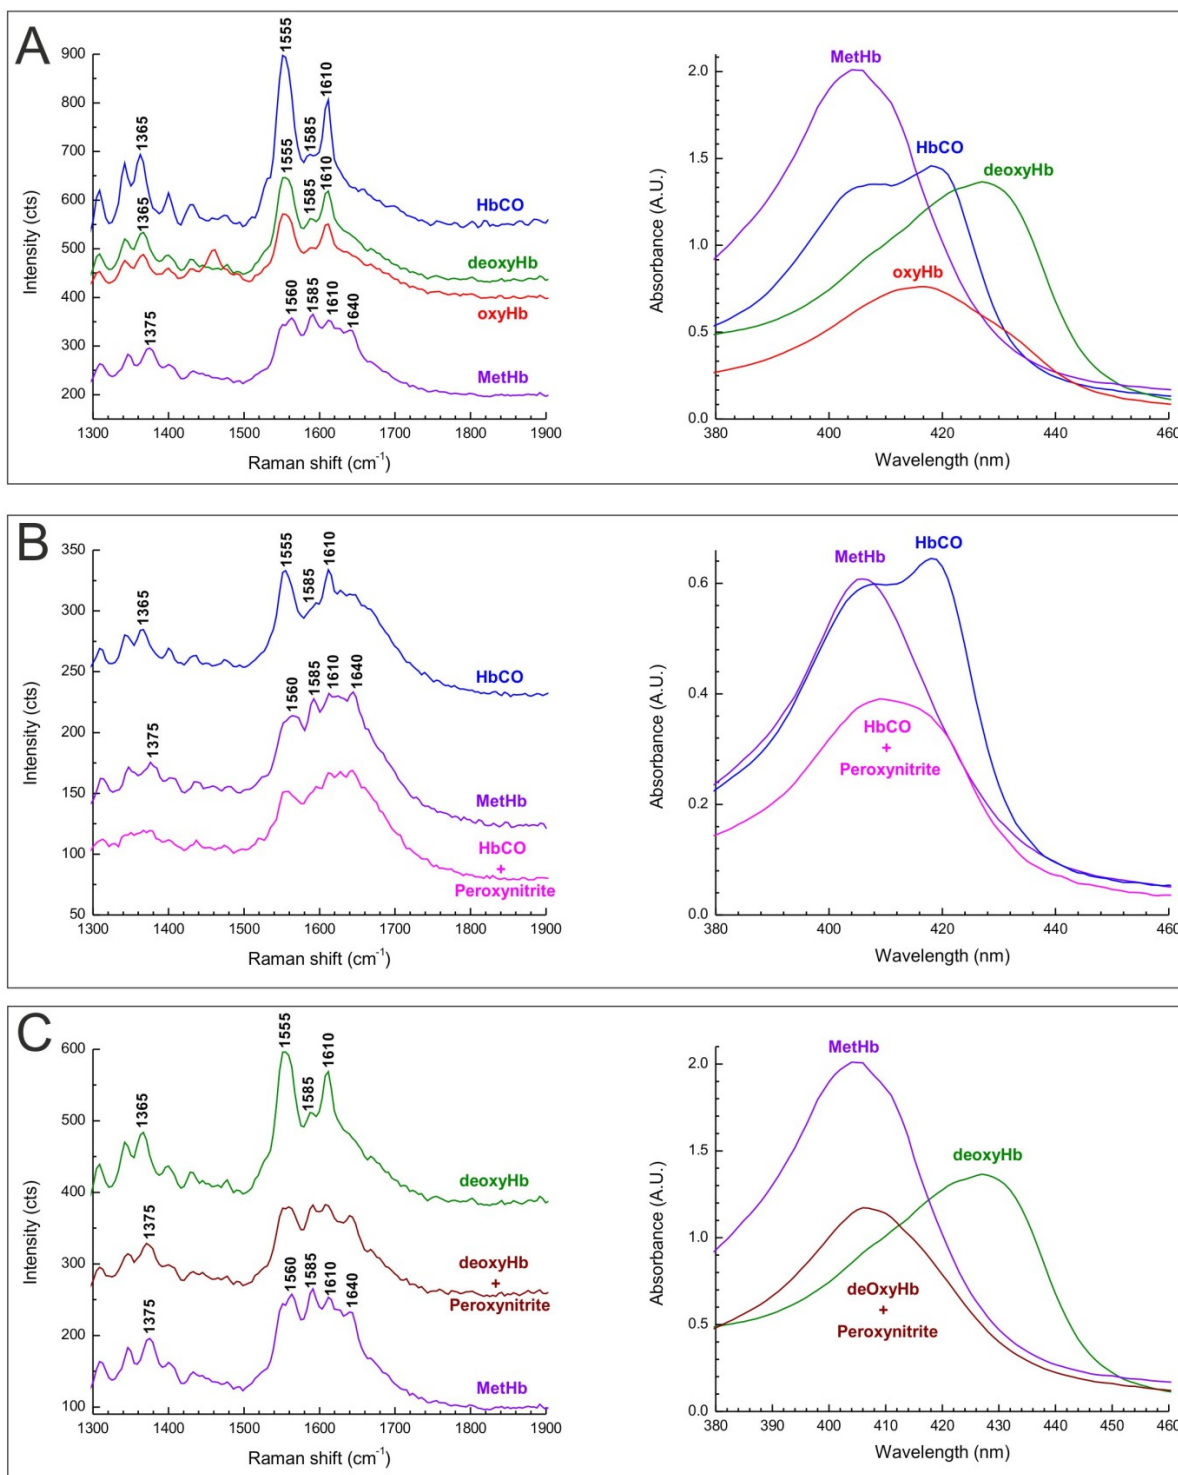 A
1555
1610
1365
1585
900
800
700
600
500
400
300
200
HbCO
1555
1610
1365
1585
deoxyHb
oxyHb
1375
1560
1585
1610
1640
MetHb
Intensity (cts)
1300 1400 1500 1600 1700 1800 1900
Raman shift (cm-1)
MetHb
HbCO
deoxyHb
oxyHb
2.0
1.5
1.0
0.5
0.0
Absorbance (A.U.)
380 400 420 440 460
Wavelength (nm)
B
350
300
250
200
150
100
50
1365
1555
1585
1610
HbCO
1375
1560
1585
1610
1640
MetHb
HbCO
+
Peroxynitrite
Intensity (cts)
1300 1400 1500 1600 1700 1800 1900
Raman shift (cm-1)
MetHb
HbCO
HbCO
+
Peroxynitrite
0.6
0.4
0.2
0.0
Absorbance (A.U.)
380 400 420 440 460
Wavelength (nm)
C
600
500
400
300
200
100
1365
1555
1585
1610
deoxyHb
1375
deoxyHb
+
Peroxynitrite
1375
1560
1585
1610
1640
MetHb
Intensity (cts)
1300 1400 1500 1600 1700 1800 1900
Raman shift (cm-1)
MetHb
deoxyHb
deOxyHb
+
Peroxynitrite
2.0
1.5
1.0
0.5
0.0
Absorbance (A.U.)
380 390 400 410 420 430 440 450 460
Wavelength (nm)